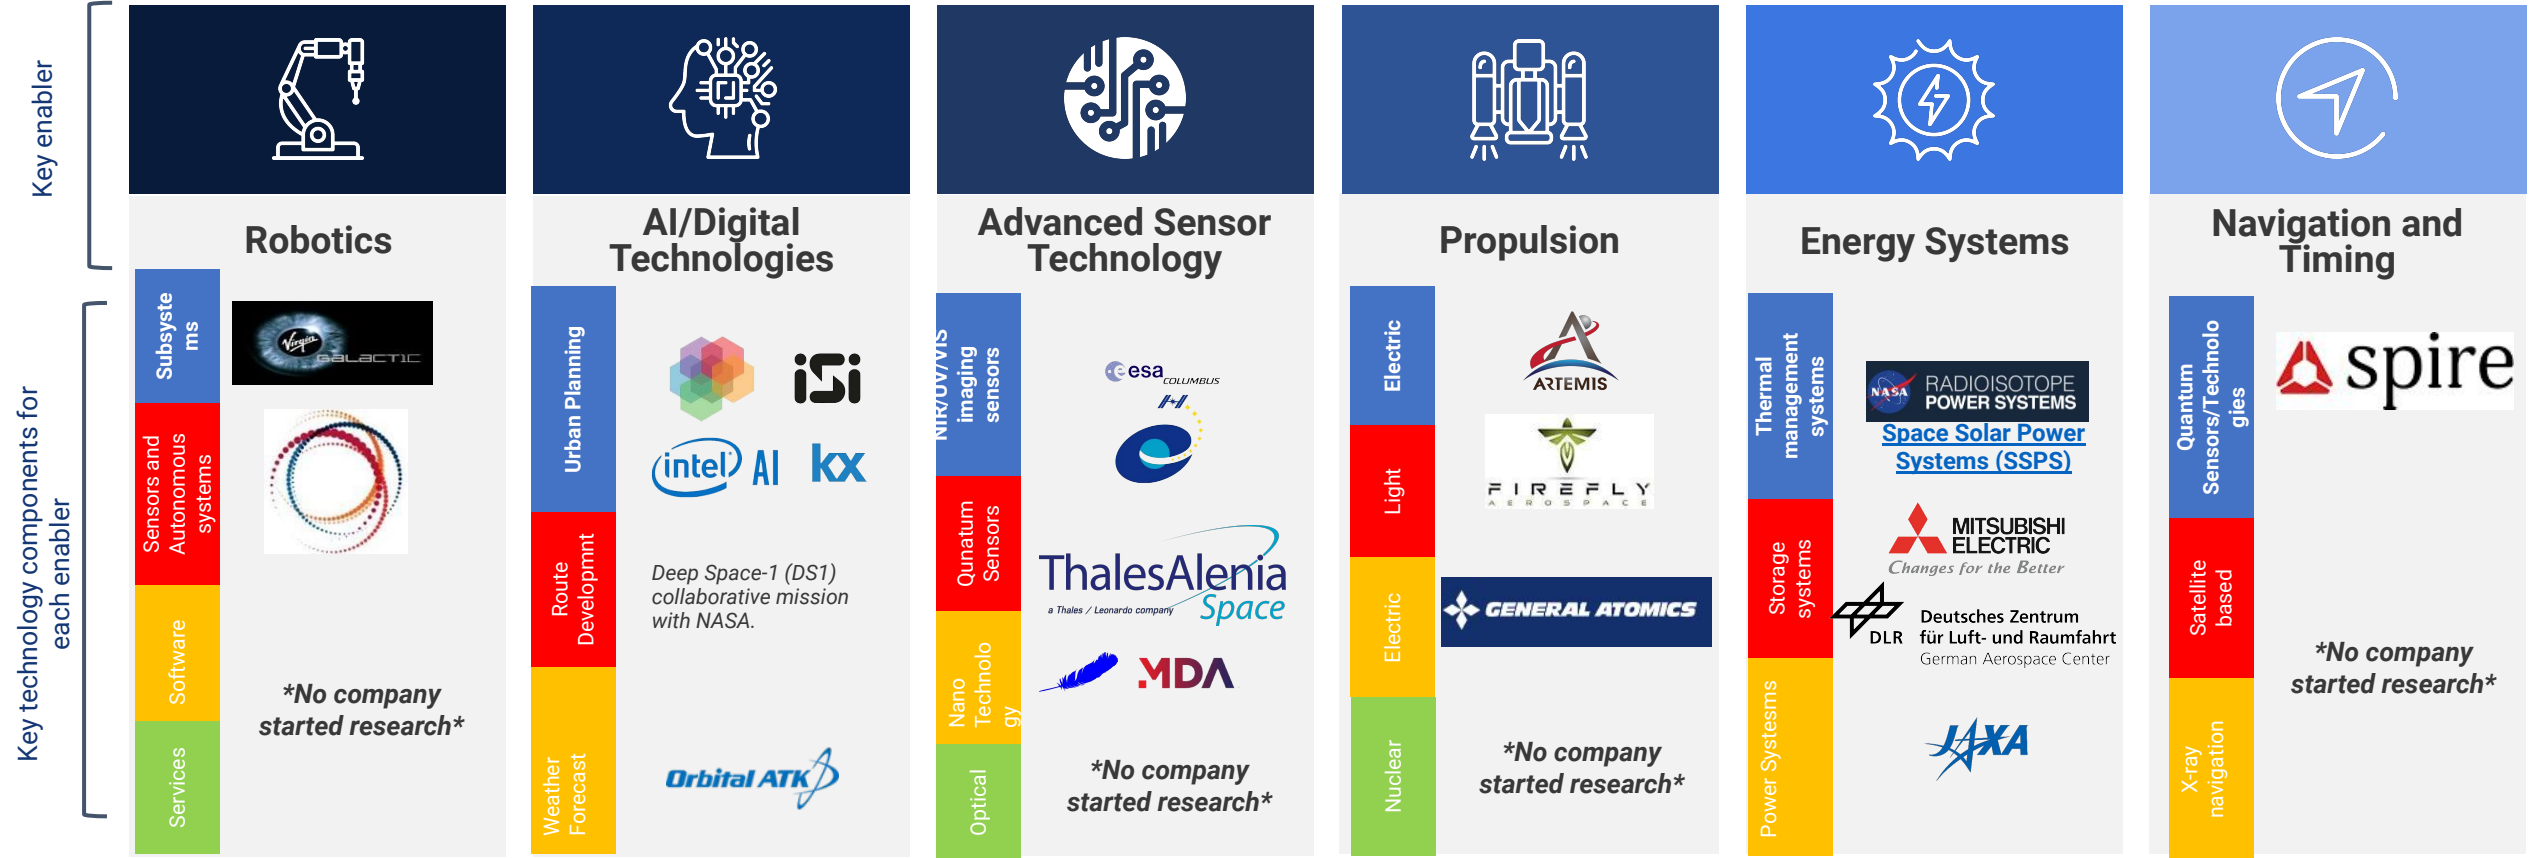 Key enabler
Key technology components for
each enabler
Robotics
Subsyste
ms
Virgin
GALACTIC
Sensors and
Autonomous
systems
Software
Services
*No company
started research*
AI/Digital
Technologies
Urban Planning
iSi
intel AI
kx
Route
Developmnt
Deep Space-1 (DS1)
collaborative mission
with NASA.
Weather
Forecast
Orbital ATK
Advanced Sensor
Technology
NIR/UV/VIS
imaging
sensors
esa
COLUMBUS
Qunatum
Sensors
ThalesAlenia
a Thales / Leonardo company
Space
Nano
Technolo
gy
MDA
Optical
*No company
started research*
Propulsion
Electric
ARTEMIS
Light
FIREFLY
AEROSPACE
Electric
GENERAL ATOMICS
Nuclear
*No company
started research*
Energy Systems
Thermal
management
systems
NASA
RADIOISOTOPE
POWER SYSTEMS
Space Solar Power
Systems (SSPS)
Storage
systems
MITSUBISHI
ELECTRIC
Changes for the Better
DLR
Deutsches Zentrum
für Luft- und Raumfahrt
German Aerospace Center
Power Systesms
JAXA
Navigation and
Timing
Quantum
Sensors/Technolo
gies
spire
Satellite
based
*No company
started research*
X-ray
navigation